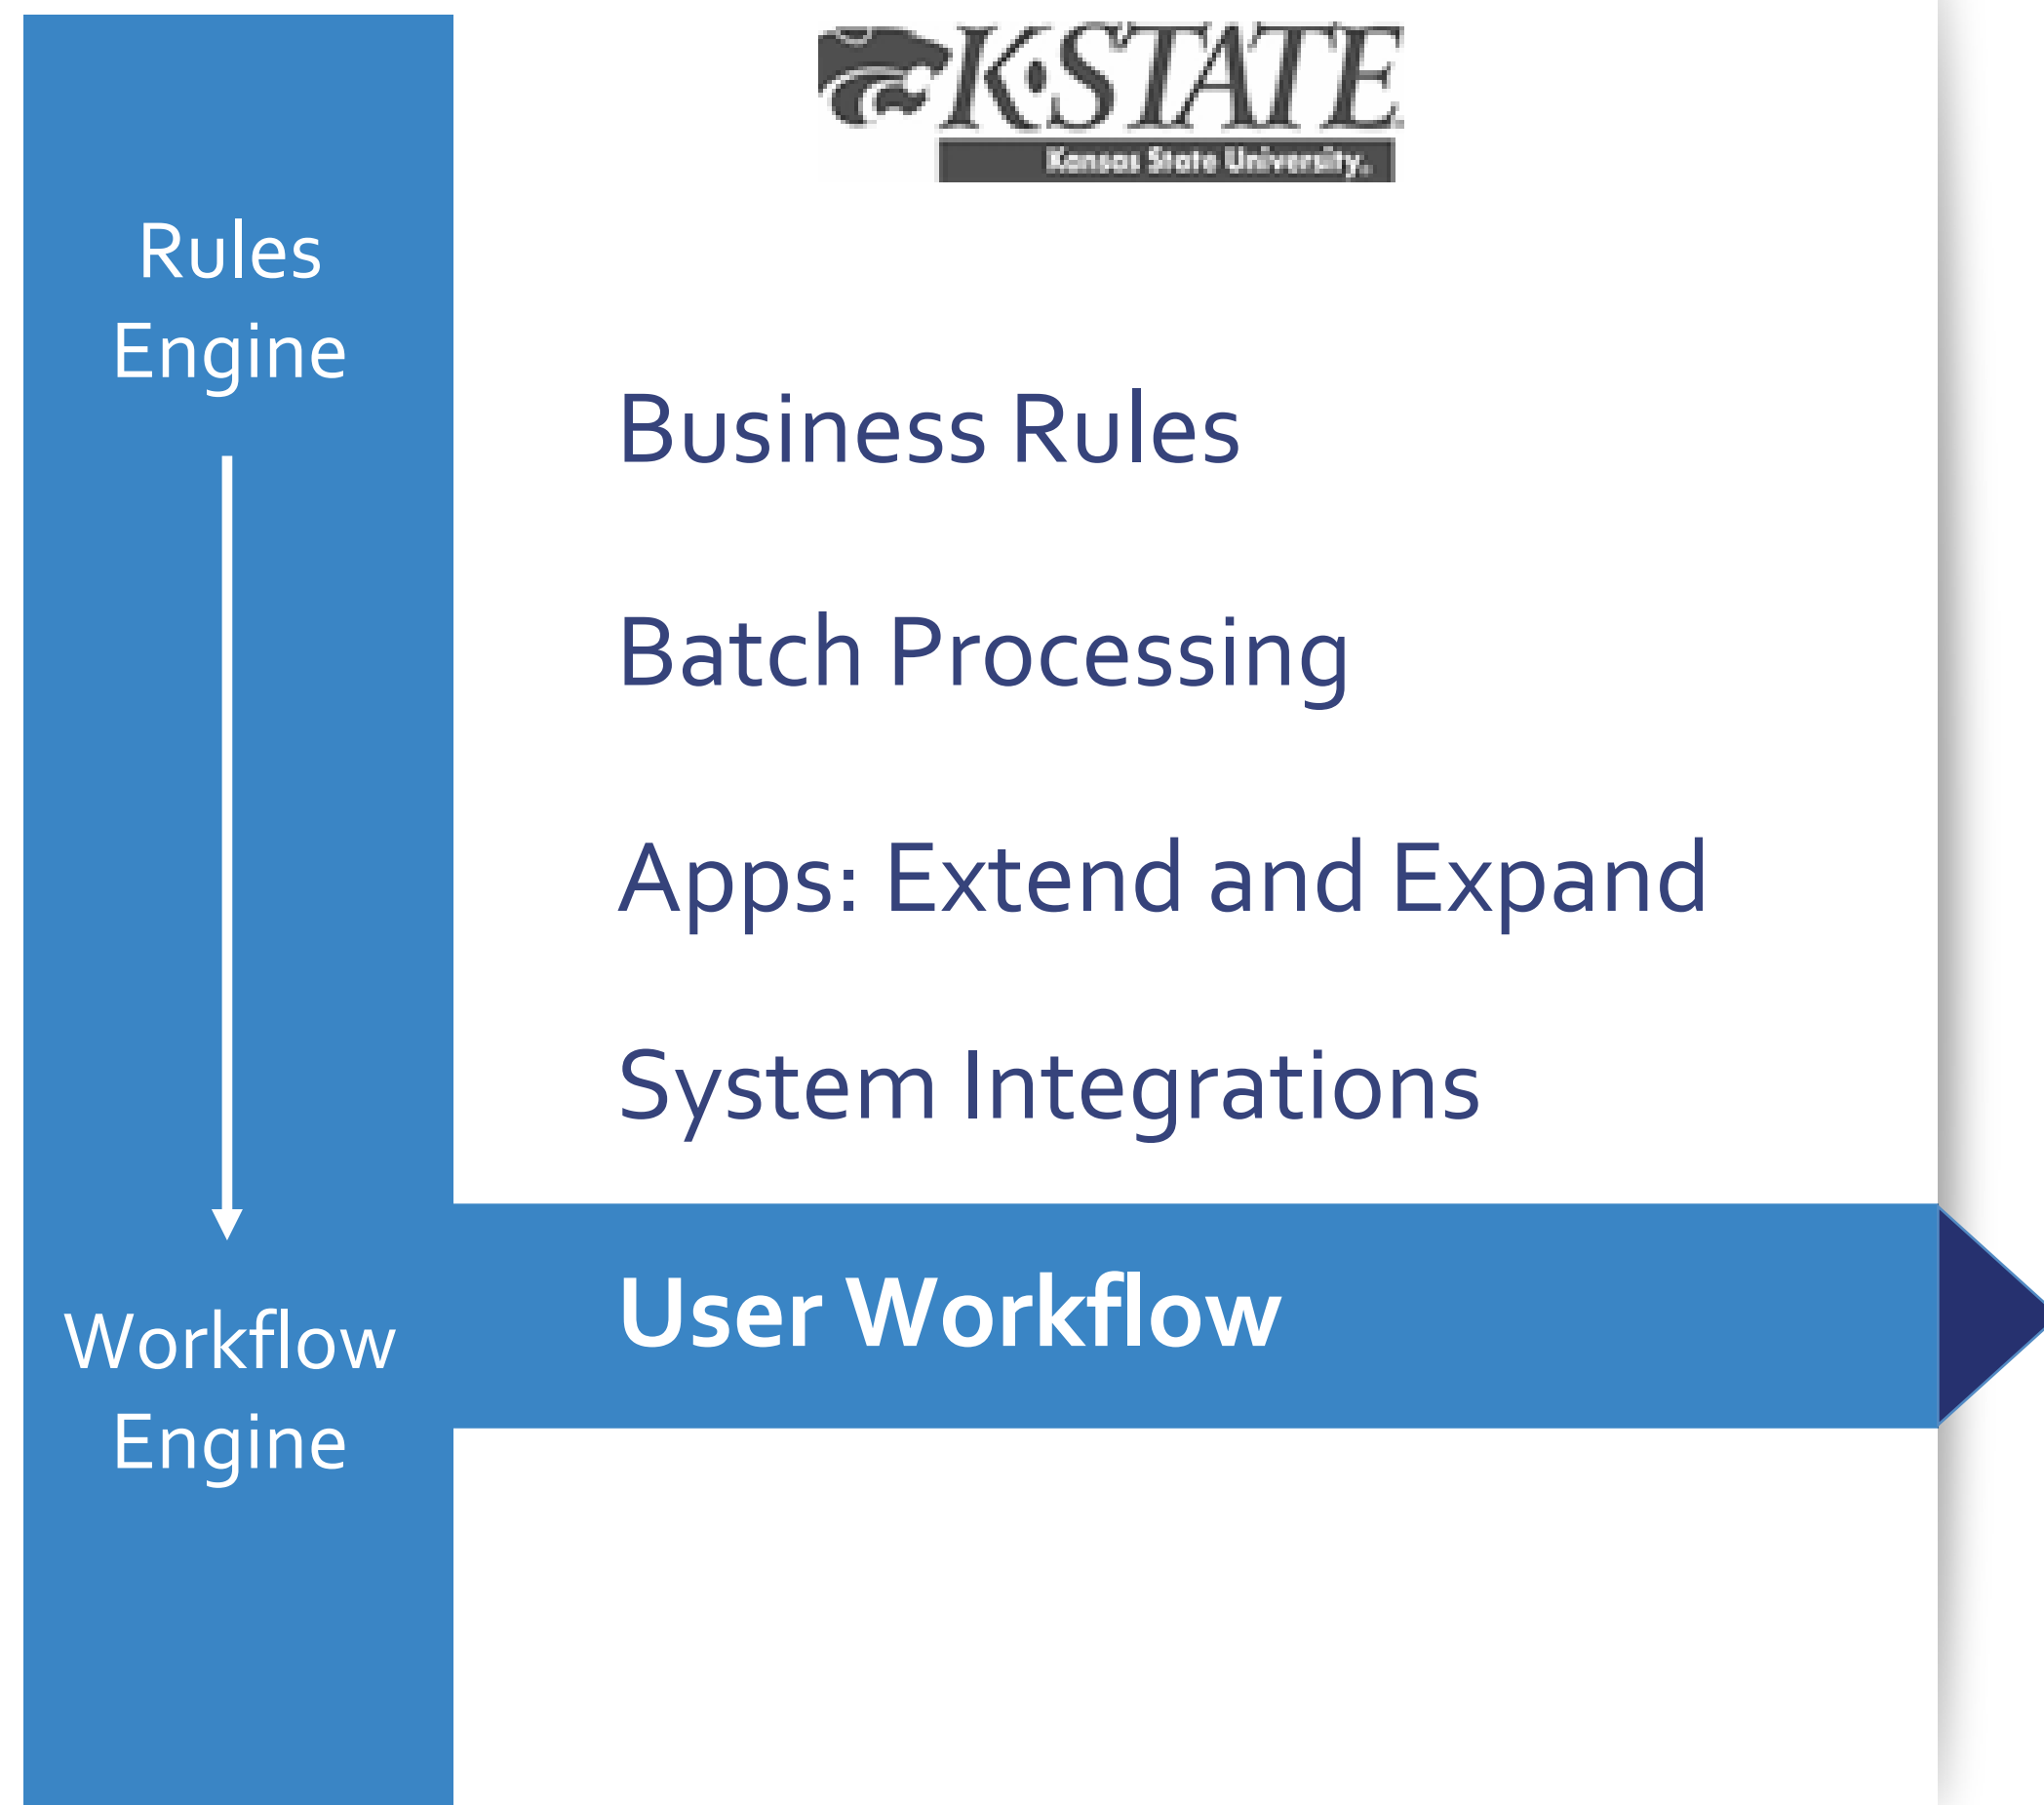 K·STATE
Kansas State University.
Rules
Engine
Business Rules
Batch Processing
Apps: Extend and Expand
System Integrations
User Workflow
Workflow
Engine